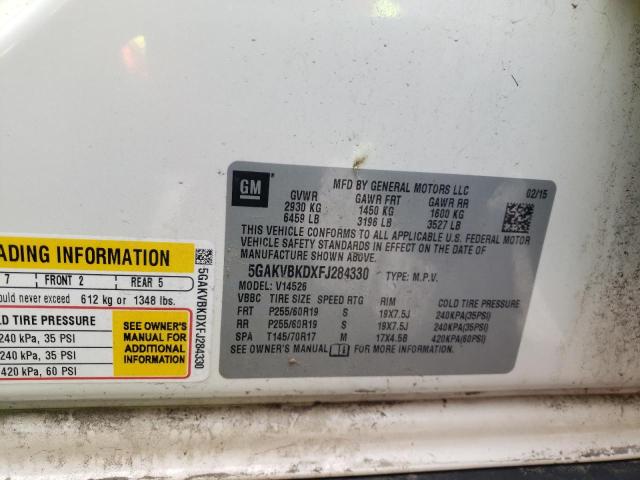 GM
MFD BY GENERAL MOTORS LLC 02/15
GVWR GAWR FRT GAWR RR
2930 KG 1450 KG 1600 KG
6459 LB 3196 LB 3527 LB
THIS VEHICLE CONFORMS TO ALL APPLICABLE U.S. FEDERAL MOTOR
VEHICLE SAFETY STANDARDS IN EFFECT ON THE DATE OF
MANUFACTURE SHOWN ABOVE.
5GAKVBKDXFJ284330 TYPE: M.P.V.
MODEL: V14526
VBBC TIRE SIZE SPEED RTG RIM COLD TIRE PRESSURE
FRT P255/60R19 S 19X7.5J 240KPA(35PSI)
RR P255/60R19 S 19X7.5J 240KPA(35PSI)
SPA T145/70R17 M 17X4.5B 420KPA(60PSI)
SEE OWNER'S MANUAL i FOR MORE INFORMATION.
ADING INFORMATION
7 FRONT 2 REAR 5
ould never exceed 612 kg or 1348 lbs.
LD TIRE PRESSURE
240 kPa, 35 PSI
240 kPa, 35 PSI
420 kPa, 60 PSI
SEE OWNER'S
MANUAL FOR
ADDITIONAL
INFORMATION
5GAKVBKDXFJ284330